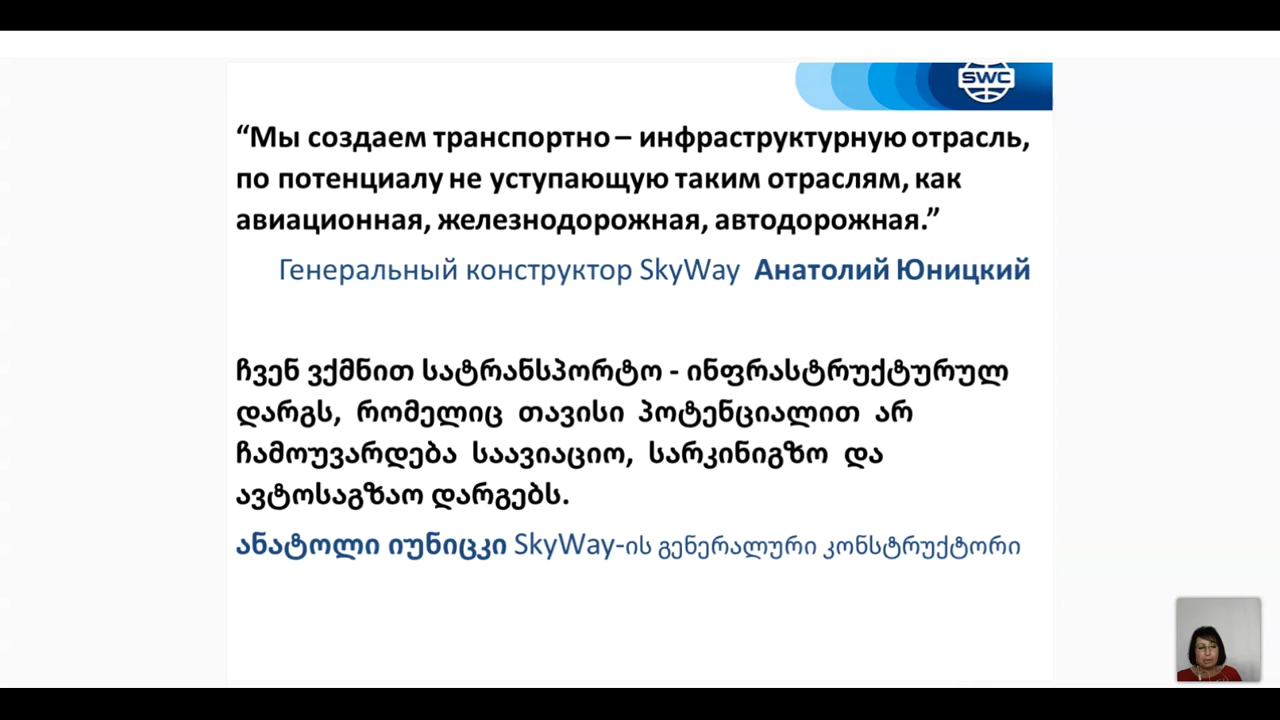 SWC
“Мы создаем транспортно – инфраструктурную отрасль,
по потенциалу не уступающую таким отраслям, как
авиационная, железнодорожная, автодорожная.”
Генеральный конструктор SkyWay Анатолий Юницкий
ჩვენ ვქმნით სატრანსპორტო - ინფრასტრუქტურულ
დარგს, რომელიც თავისი პოტენციალით არ
ჩამოუვარდება საავიაციო, სარკინიგზო და
ავტოსაგზაო დარგებს.
ანატოლი იუნიცკი SkyWay-ის გენერალური კონსტრუქტორი